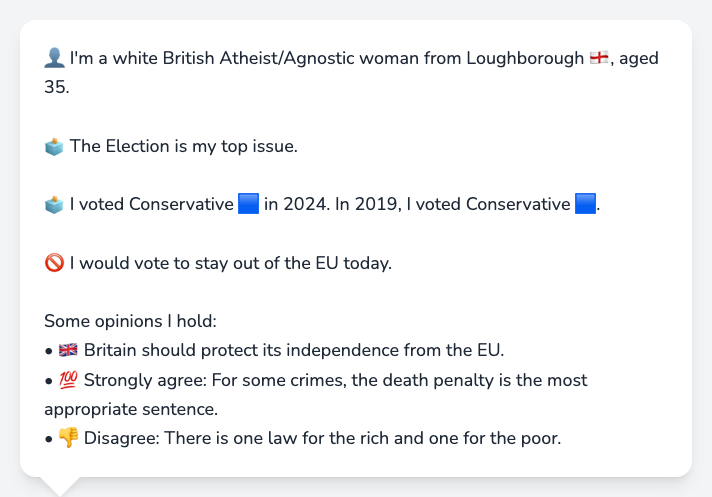 👤 I'm a white British Atheist/Agnostic woman from Loughborough 🏴󠁧󠁢󠁥󠁮󠁧󠁿, aged
35.
🗳️ The Election is my top issue.
🗳️ I voted Conservative 🟦 in 2024. In 2019, I voted Conservative 🟦.
🚫 I would vote to stay out of the EU today.
Some opinions I hold:
• 🇬🇧 Britain should protect its independence from the EU.
• 💯 Strongly agree: For some crimes, the death penalty is the most
appropriate sentence.
• 👎 Disagree: There is one law for the rich and one for the poor.